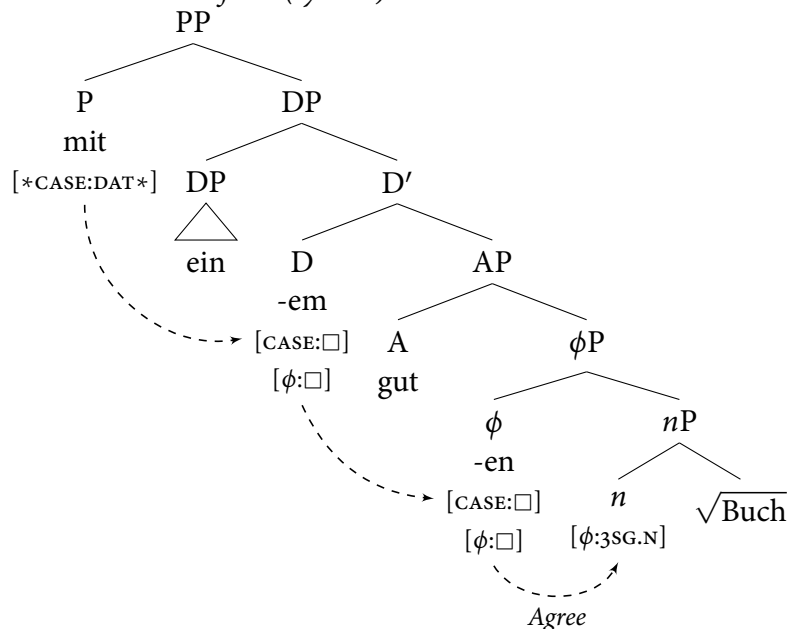 PP
P DP
mit
[*CASE:DAT*] DP D′
ein D AP
-em
[CASE:□] A ϕP
[ϕ:□] gut
ϕ nP
-en
[CASE:□] n √Buch
[ϕ:□] [ϕ:3SG.N]
Agree